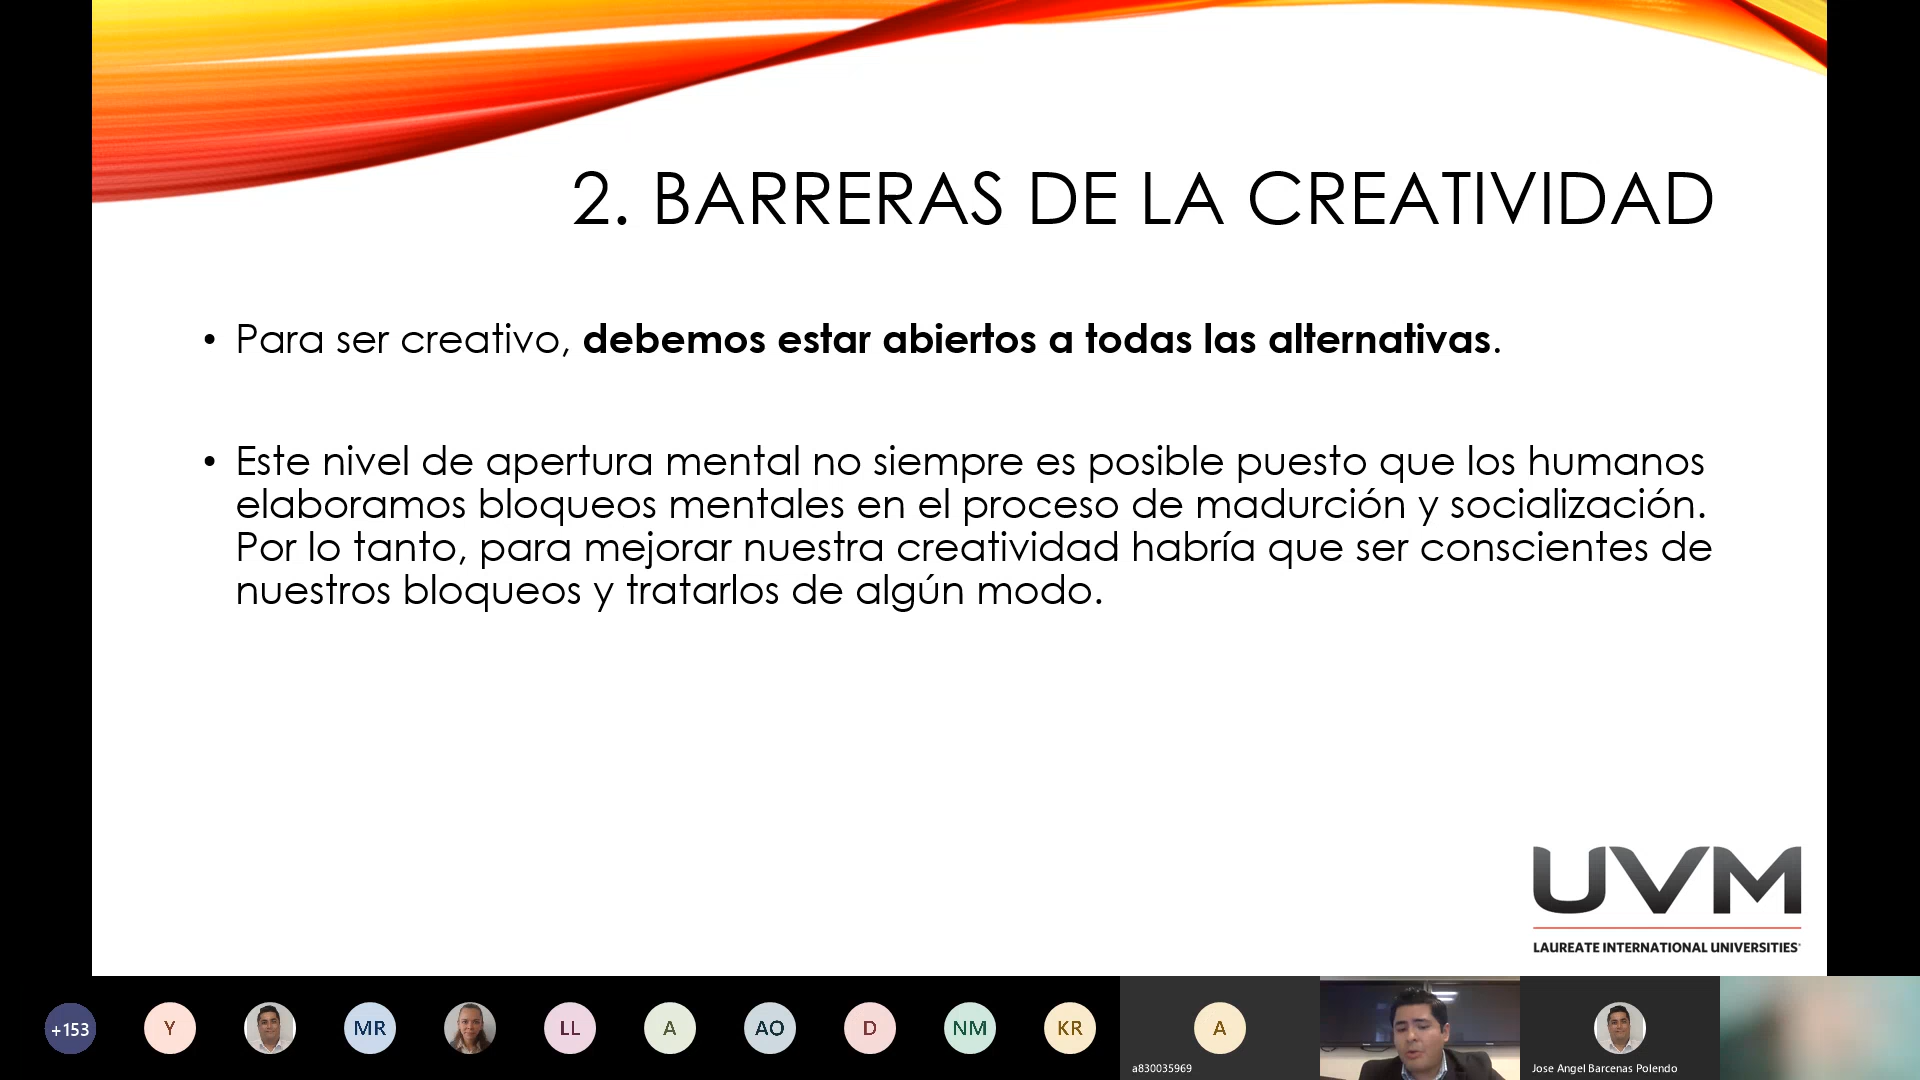 2. BARRERAS DE LA CREATIVIDAD
• Para ser creativo, debemos estar abiertos a todas las alternativas.
• Este nivel de apertura mental no siempre es posible puesto que los humanos
elaboramos bloqueos mentales en el proceso de madurción y socialización.
Por lo tanto, para mejorar nuestra creatividad habría que ser conscientes de
nuestros bloqueos y tratarlos de algún modo.
UVM
LAUREATE INTERNATIONAL UNIVERSITIES
+153 Y MR LL A AO D NM KR A
a830035969 Jose Angel Barcenas Polendo